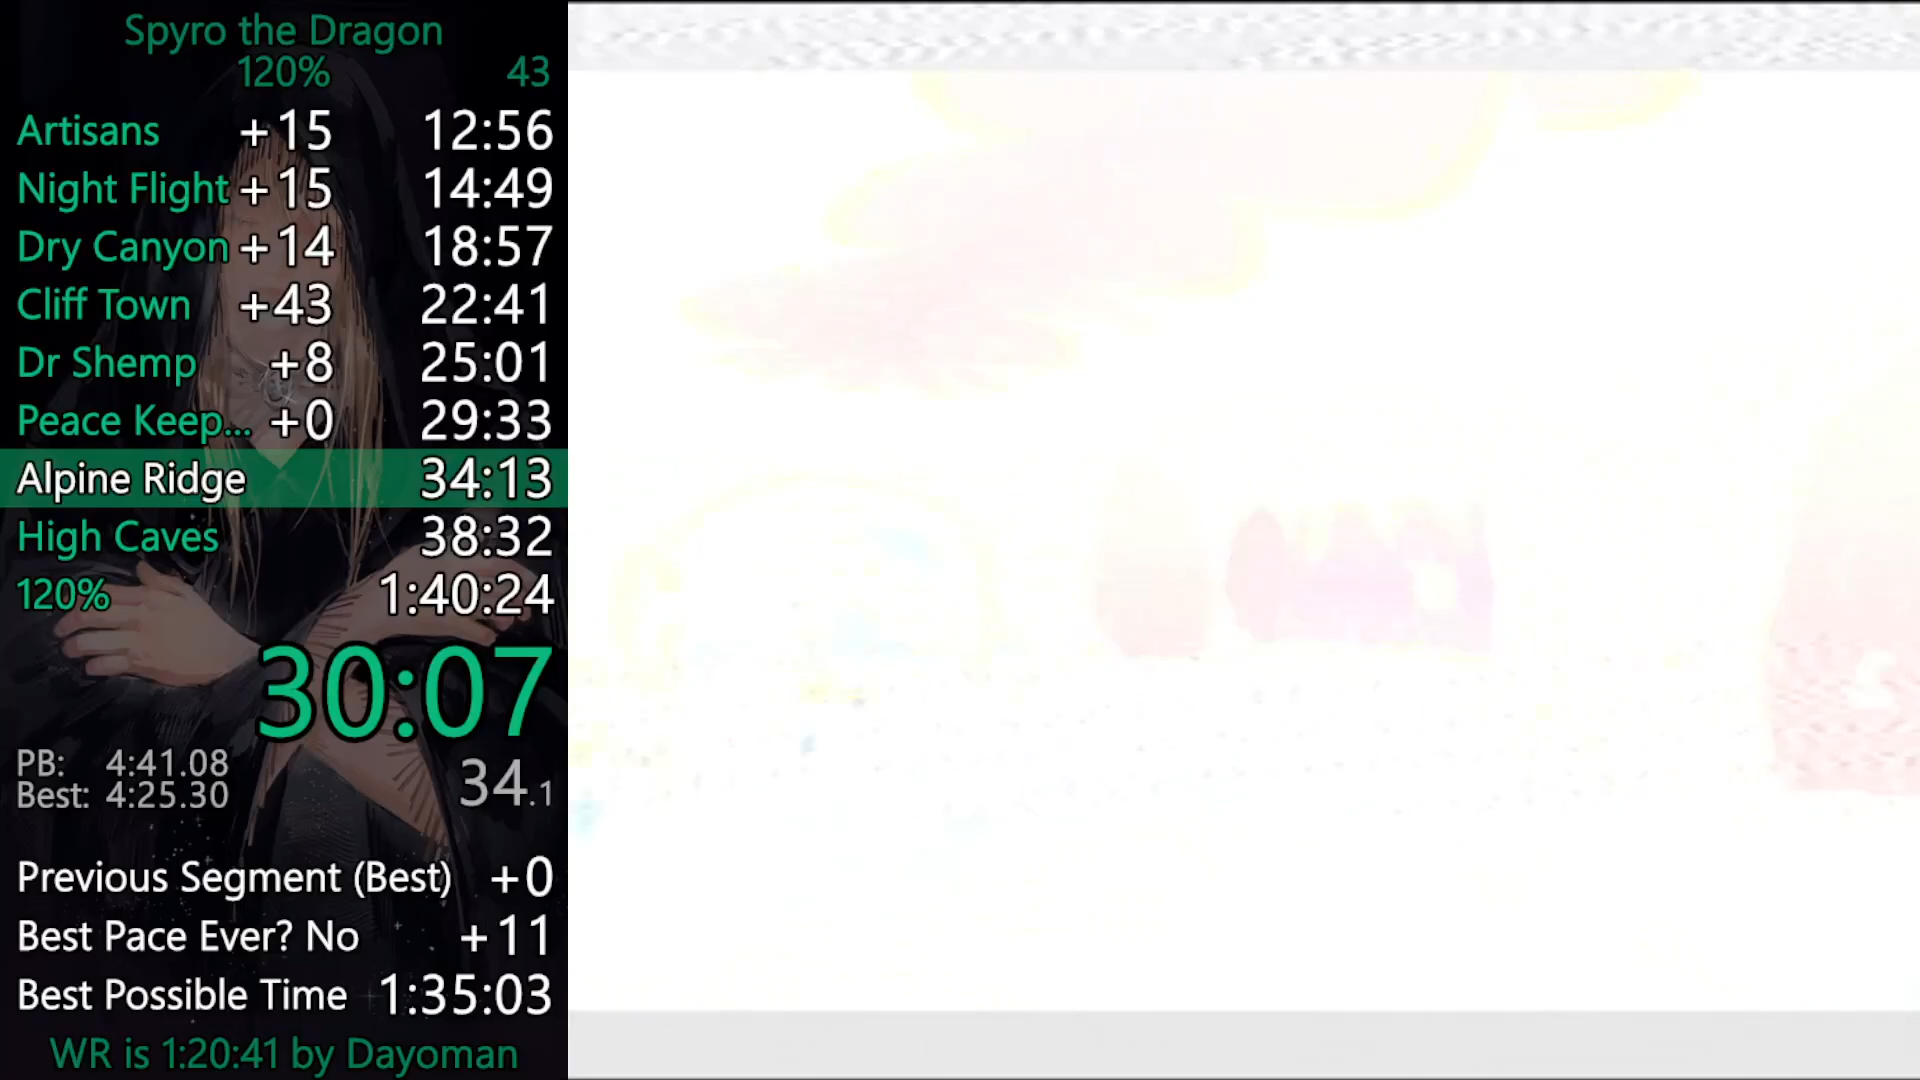 Spyro the Dragon
120% 43
Artisans +15 12:56
Night Flight +15 14:49
Dry Canyon +14 18:57
Cliff Town +43 22:41
Dr Shemp +8 25:01
Peace Keep... +0 29:33
Alpine Ridge 34:13
High Caves 38:32
120% 1:40:24
30:07
PB: 4:41.08 34.1
Best: 4:25.30
Previous Segment (Best) +0
Best Pace Ever? No +11
Best Possible Time 1:35:03
WR is 1:20:41 by Dayoman